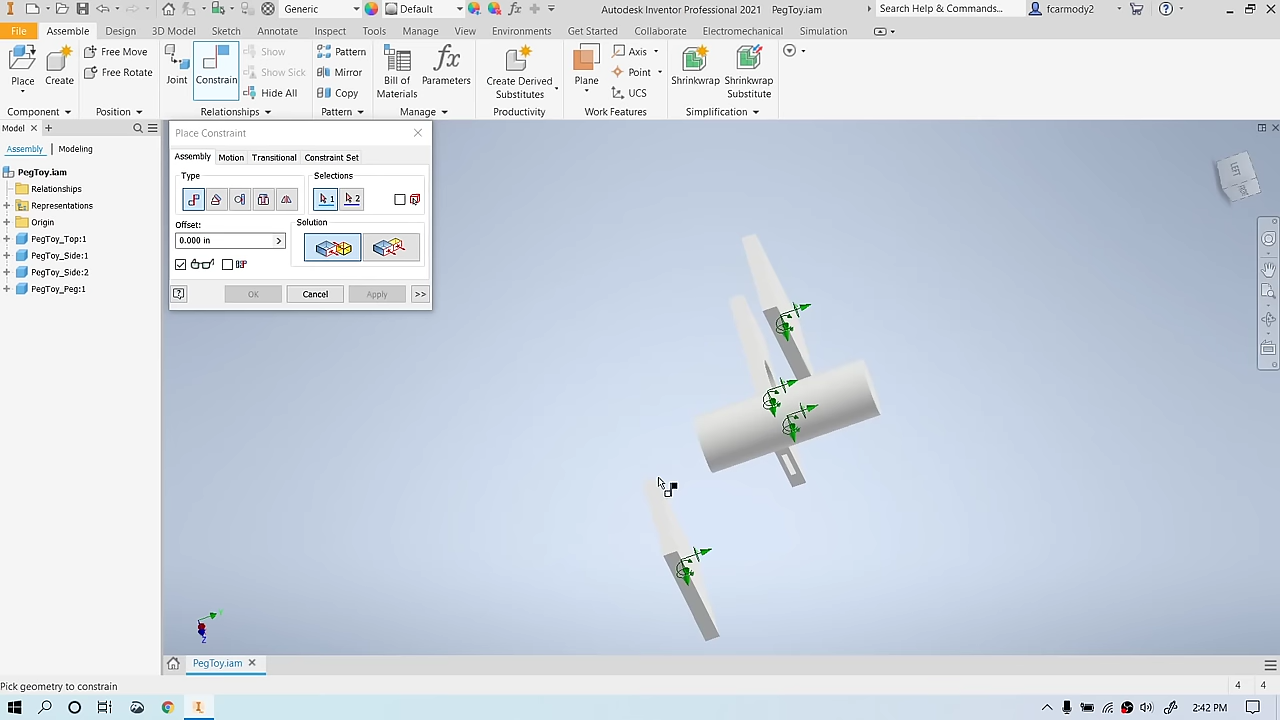 Generic
Default
Autodesk Inventor Professional 2021 PegToy.iam
Search Help & Commands...
fcarmody2
File
Assemble
Design
3D Model
Sketch
Annotate
Inspect
Tools
Manage
View
Environments
Get Started
Collaborate
Electromechanical
Simulation
Place
Create
Free Move
Free Rotate
Joint
Constrain
Show
Show Sick
Hide All
Pattern
Mirror
Copy
Bill of
Materials
fx
Parameters
Create Derived
Substitutes
Plane
Axis
Point
UCS
Shrinkwrap
Shrinkwrap
Substitute
Component
Position
Relationships
Pattern
Manage
Productivity
Work Features
Simplification
Model
Assembly
Modeling
PegToy.iam
Relationships
Representations
Origin
PegToy_Top:1
PegToy_Side:1
PegToy_Side:2
PegToy_Peg:1
Place Constraint
Assembly
Motion
Transitional
Constraint Set
Type
Selections
1
2
Offset:
Solution
0.000 in
OK
Cancel
Apply
>>
Z
PegToy.iam
Pick geometry to constrain
4 4
2:42 PM